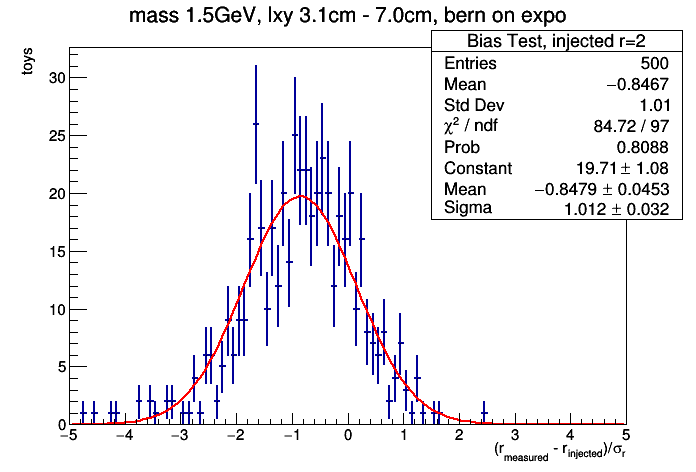 mass 1.5GeV, lxy 3.1cm - 7.0cm, bern on expo
Bias Test, injected r=2
Entries 500
Mean −0.8467
Std Dev 1.01
χ² / ndf 84.72 / 97
Prob 0.8088
Constant 19.71 ± 1.08
Mean −0.8479 ± 0.0453
Sigma 1.012 ± 0.032
toys
30
25
20
15
10
5
0
−5 −4 −3 −2 −1 0 1 2 3 4 5
(r_measured - r_injected)/σ_r